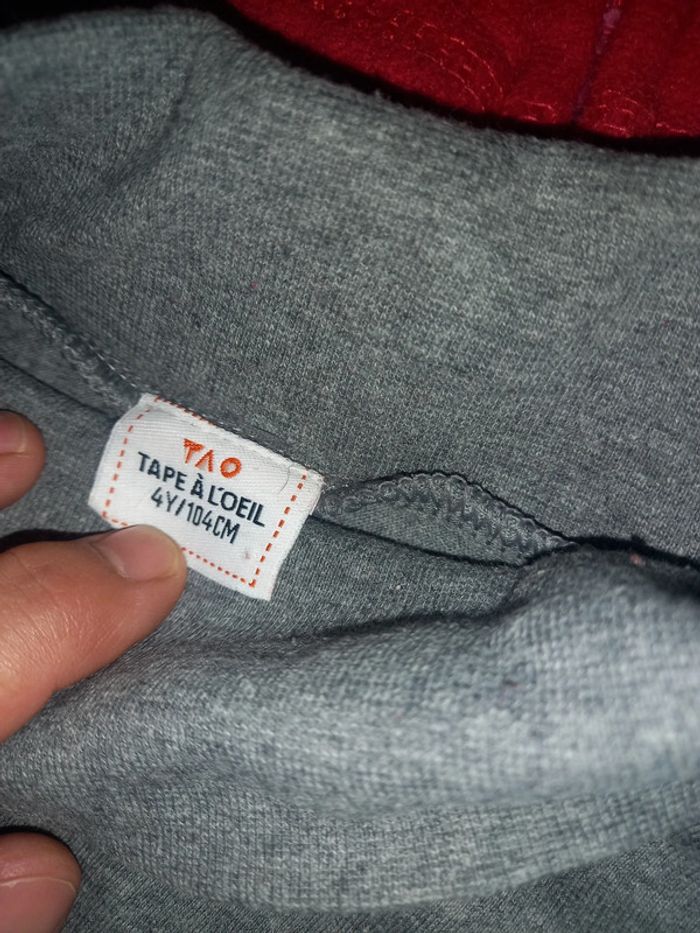 TAO
TAPE À L'OEIL
4Y/104CM